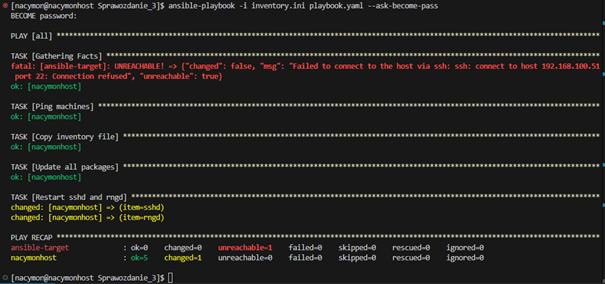 [nacymor@nacymonhost Sprawozdanie_3]$ ansible-playbook -i inventory.ini playbook.yaml --ask-become-pass
BECOME password:
PLAY [all] ****************************************************************************************************
TASK [Gathering Facts] ****************************************************************************************************
fatal: [ansible-target]: UNREACHABLE! => {"changed": false, "msg": "Failed to connect to the host via ssh: ssh: connect to host 192.168.100.51
port 22: Connection refused", "unreachable": true}
ok: [nacymonhost]
TASK [Ping machines] ****************************************************************************************************
ok: [nacymonhost]
TASK [Copy inventory file] ****************************************************************************************************
ok: [nacymonhost]
TASK [Update all packages] ****************************************************************************************************
ok: [nacymonhost]
TASK [Restart sshd and rngd] ****************************************************************************************************
changed: [nacymonhost] => (item=sshd)
changed: [nacymonhost] => (item=rngd)
PLAY RECAP ****************************************************************************************************
ansible-target : ok=0 changed=0 unreachable=1 failed=0 skipped=0 rescued=0 ignored=0
nacymonhost : ok=5 changed=1 unreachable=0 failed=0 skipped=0 rescued=0 ignored=0
[nacymor@nacymonhost Sprawozdanie_3]$